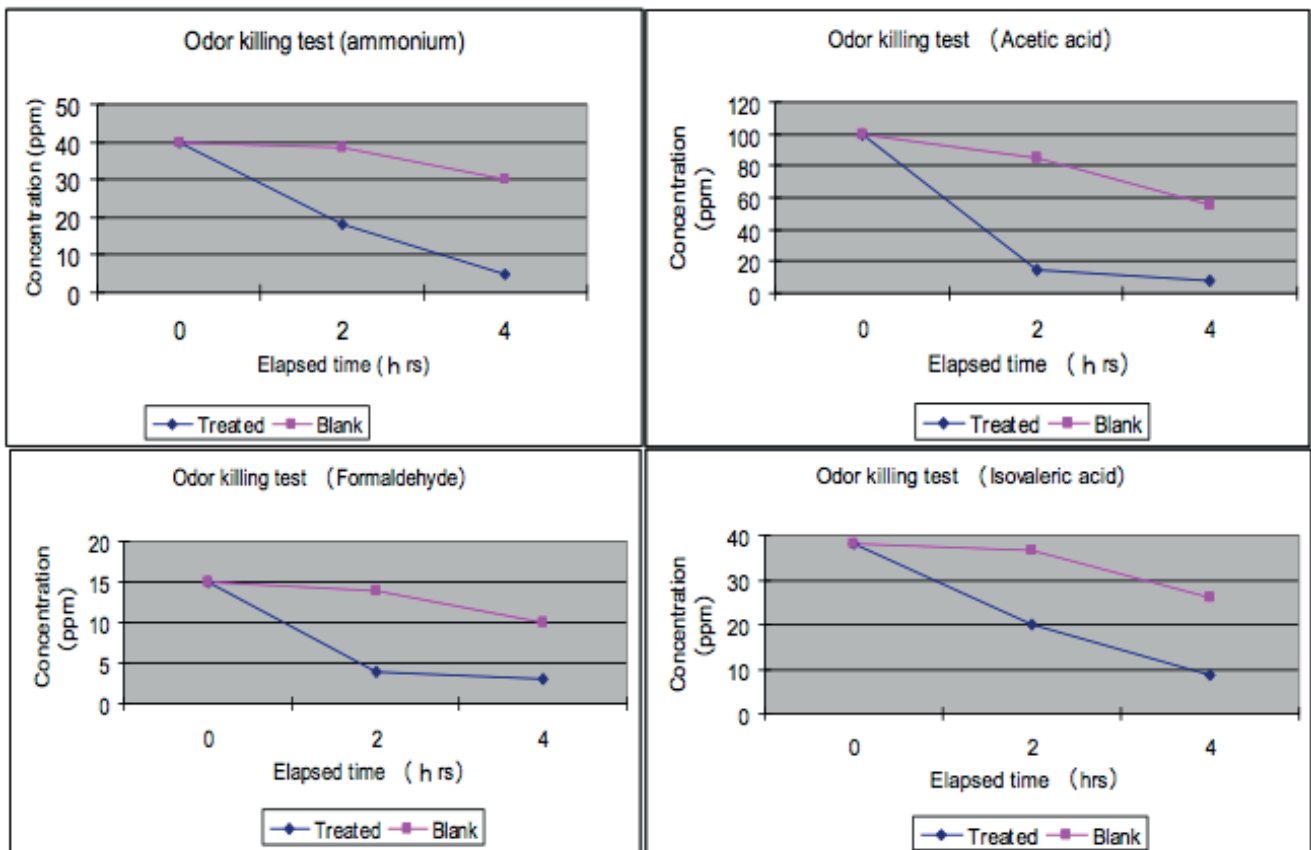 Odor killing test (ammonium)
Concentration (ppm)
50
40
30
20
10
0
0 2 4
Elapsed time ( h rs)
Treated Blank
Odor killing test (Acetic acid)
Concentration
(ppm)
120
100
80
60
40
20
0
0 2 4
Elapsed time ( h rs)
Treated Blank
Odor killing test (Formaldehyde)
Concentration
(ppm)
20
15
10
5
0
0 2 4
Elapsed time ( h rs)
Treated Blank
Odor killing test (Isovaleric acid)
Concentration
(ppm)
40
30
20
10
0
0 2 4
Elapsed time (hrs)
Treated Blank